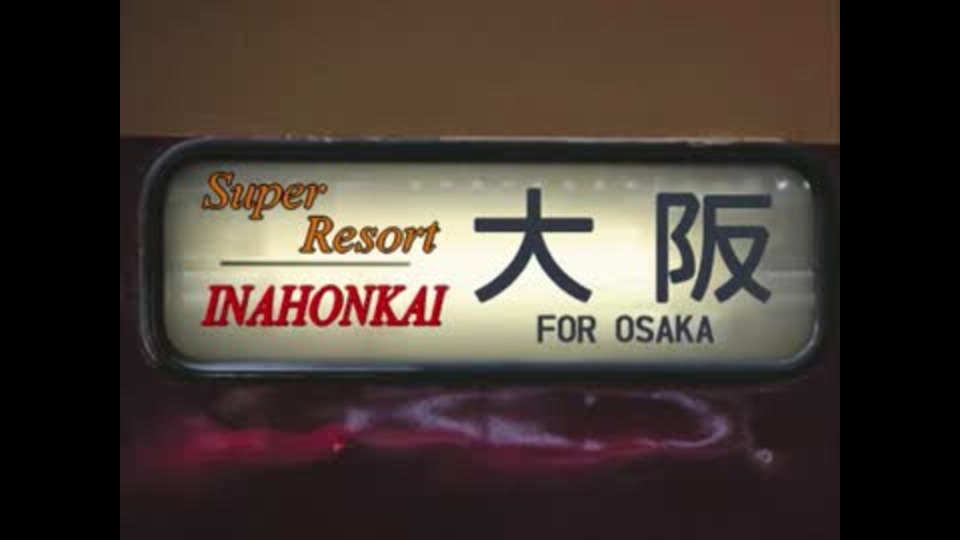 Super
Resort
INAHONKAI
大阪
FOR OSAKA